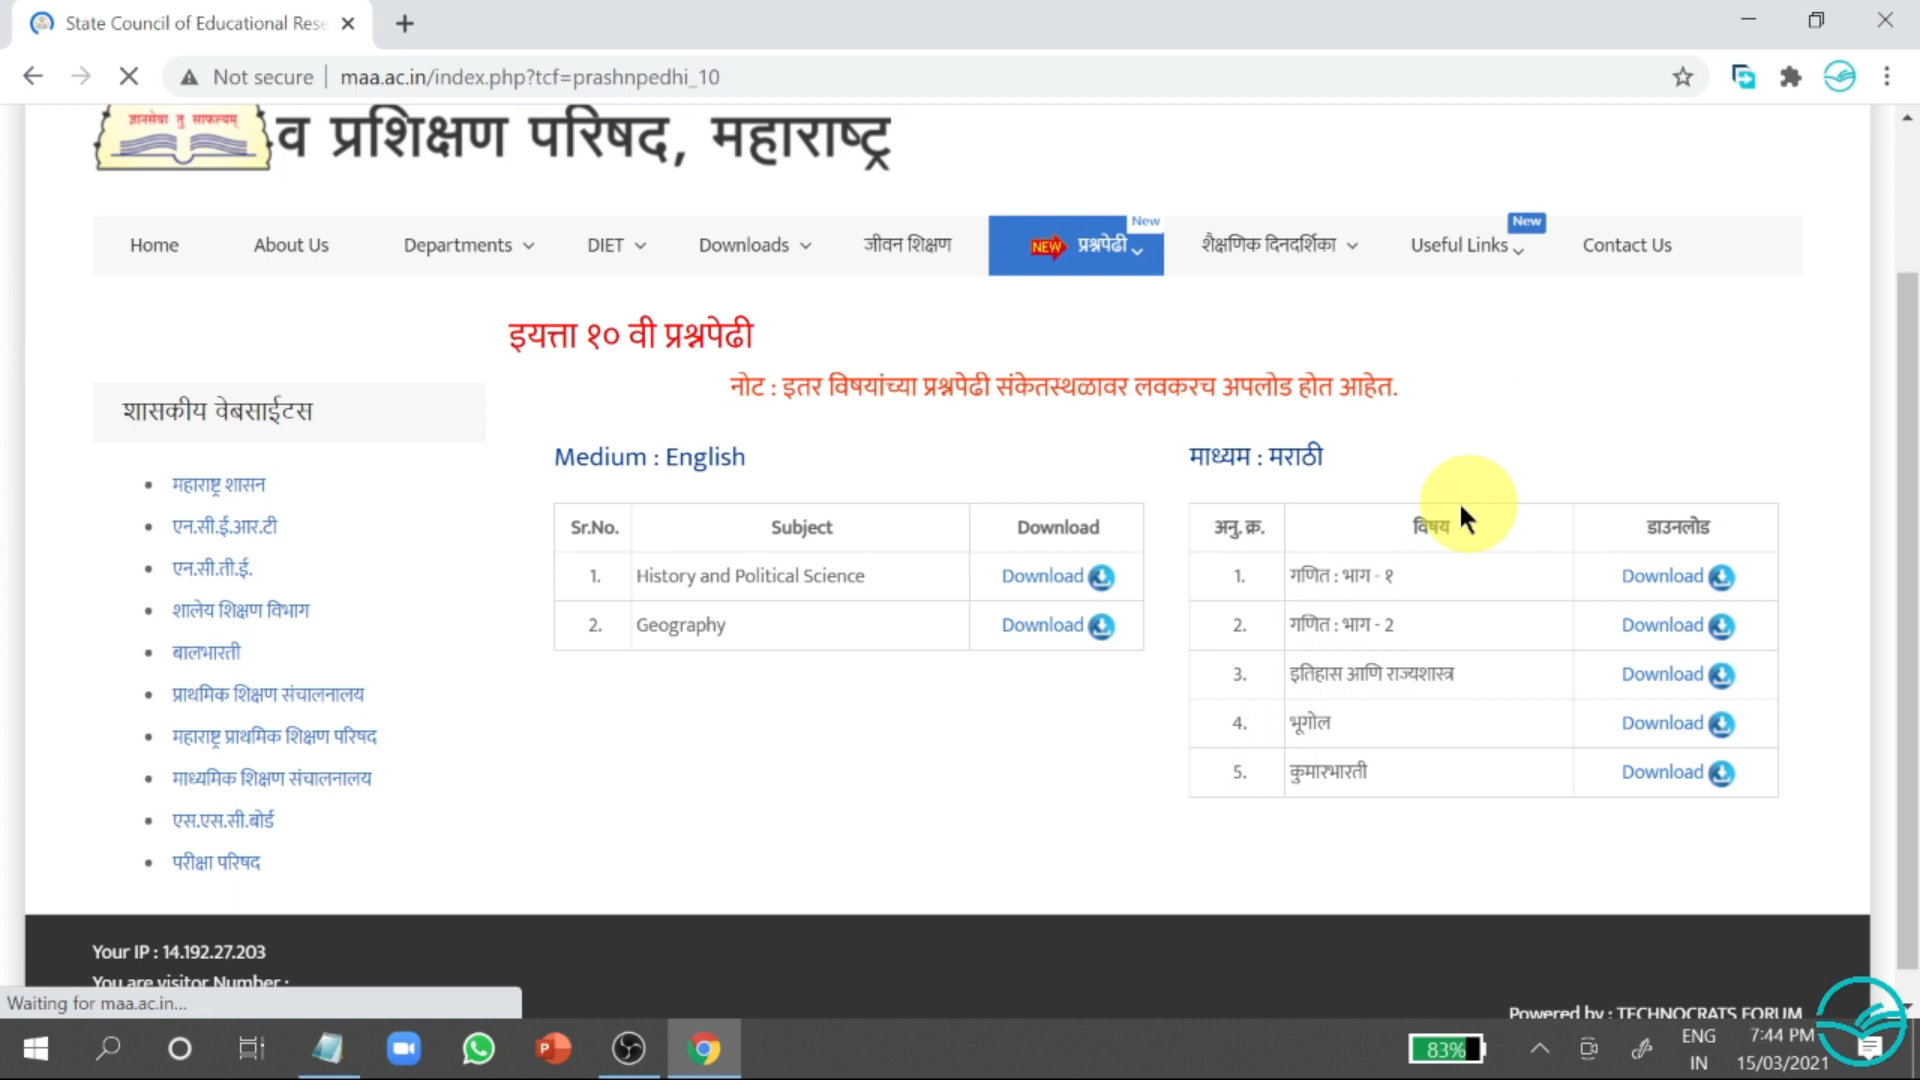 State Council of Educational Rese
Not secure | maa.ac.in/index.php?tcf=prashnpedhi_10
ज्ञानसेवा तु साफल्यम्
व प्रशिक्षण परिषद, महाराष्ट्र
Home About Us Departments DIET Downloads जीवन शिक्षण NEW प्रश्नपेढी New शैक्षणिक दिनदर्शिका Useful Links New Contact Us
इयत्ता १० वी प्रश्नपेढी
नोट : इतर विषयांच्या प्रश्नपेढी संकेतस्थळावर लवकरच अपलोड होत आहेत.
शासकीय वेबसाईटस
महाराष्ट्र शासन
एन.सी.ई.आर.टी
एन.सी.ती.ई.
शालेय शिक्षण विभाग
बालभारती
प्राथमिक शिक्षण संचालनालय
महाराष्ट्र प्राथमिक शिक्षण परिषद
माध्यमिक शिक्षण संचालनालय
एस.एस.सी.बोर्ड
परीक्षा परिषद
Medium : English
Sr.No. Subject Download
1. History and Political Science Download
2. Geography Download
माध्यम : मराठी
अनु. क्र. विषय डाउनलोड
1. गणित : भाग - १ Download
2. गणित : भाग - 2 Download
3. इतिहास आणि राज्यशास्त्र Download
4. भूगोल Download
5. कुमारभारती Download
Your IP : 14.192.27.203
You are visitor Number :
Waiting for maa.ac.in...
Powered by : TECHNOCRATS FORUM
83%
ENG
IN
7:44 PM
15/03/2021